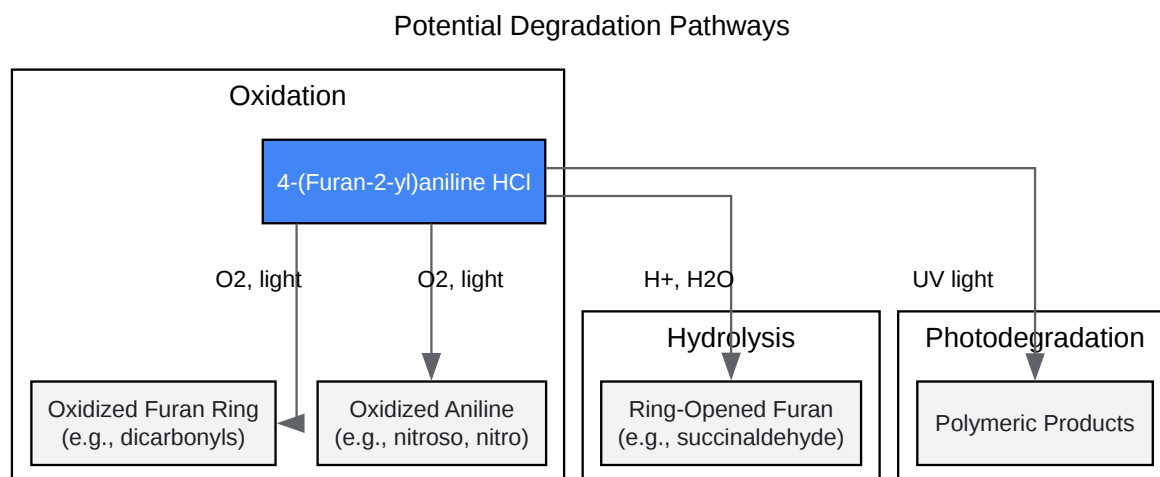 Potential Degradation Pathways
Oxidation
4-(Furan-2-yl)aniline HCl
O2, light
O2, light
H+, H2O
UV light
Hydrolysis
Photodegradation
Oxidized Furan Ring
(e.g., dicarbonyls)
Oxidized Aniline
(e.g., nitroso, nitro)
Ring-Opened Furan
(e.g., succinaldehyde)
Polymeric Products